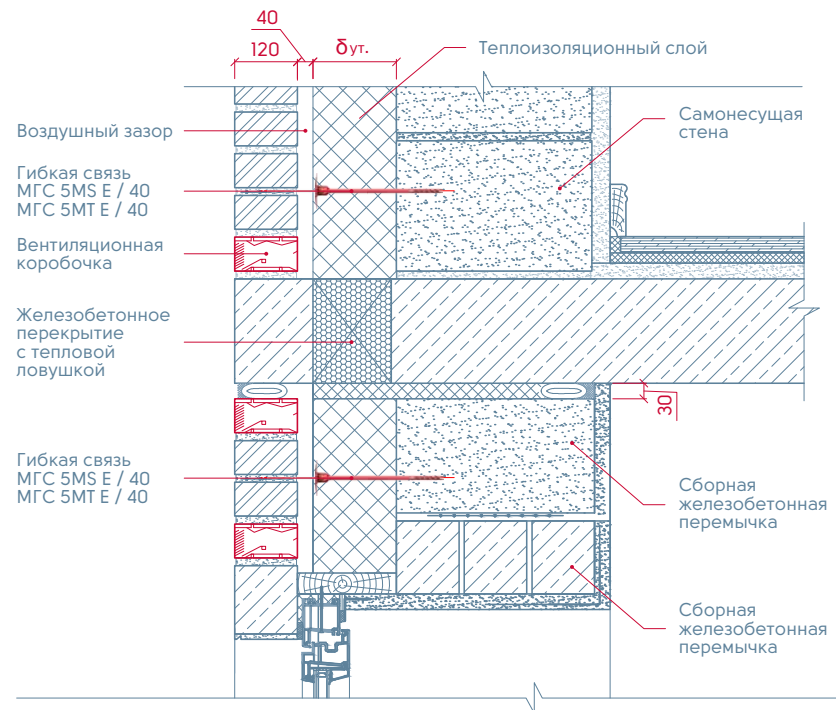 40
120
δут.
Теплоизоляционный слой
Воздушный зазор
Самонесущая
стена
Гибкая связь
МГС 5MS E / 40
МГС 5MT E / 40
Вентиляционная
коробочка
Железобетонное
перекрытие
с тепловой
ловушкой
30
Гибкая связь
МГС 5MS E / 40
МГС 5MT E / 40
Сборная
железобетонная
перемычка
Сборная
железобетонная
перемычка